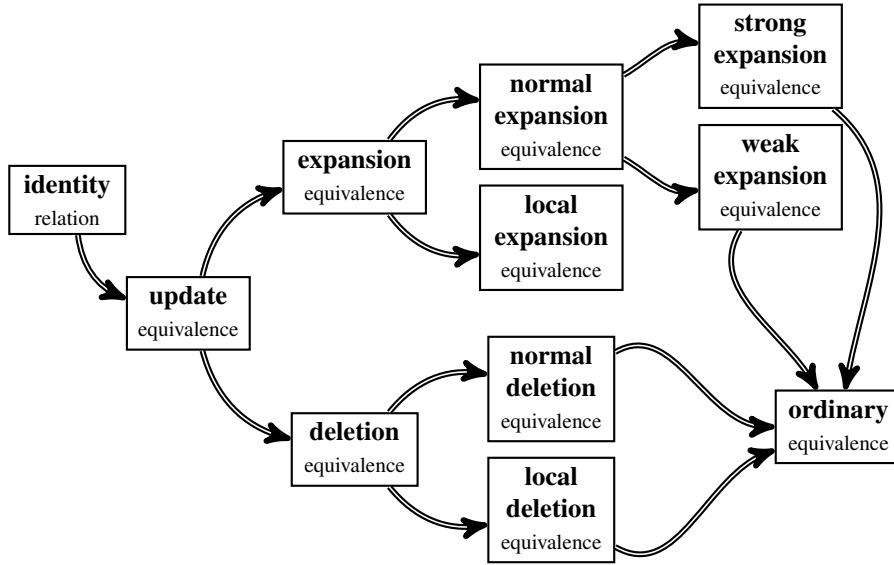 identity
relation
update
equivalence
expansion
equivalence
deletion
equivalence
normal
expansion
equivalence
local
expansion
equivalence
normal
deletion
equivalence
local
deletion
equivalence
strong
expansion
equivalence
weak
expansion
equivalence
ordinary
equivalence